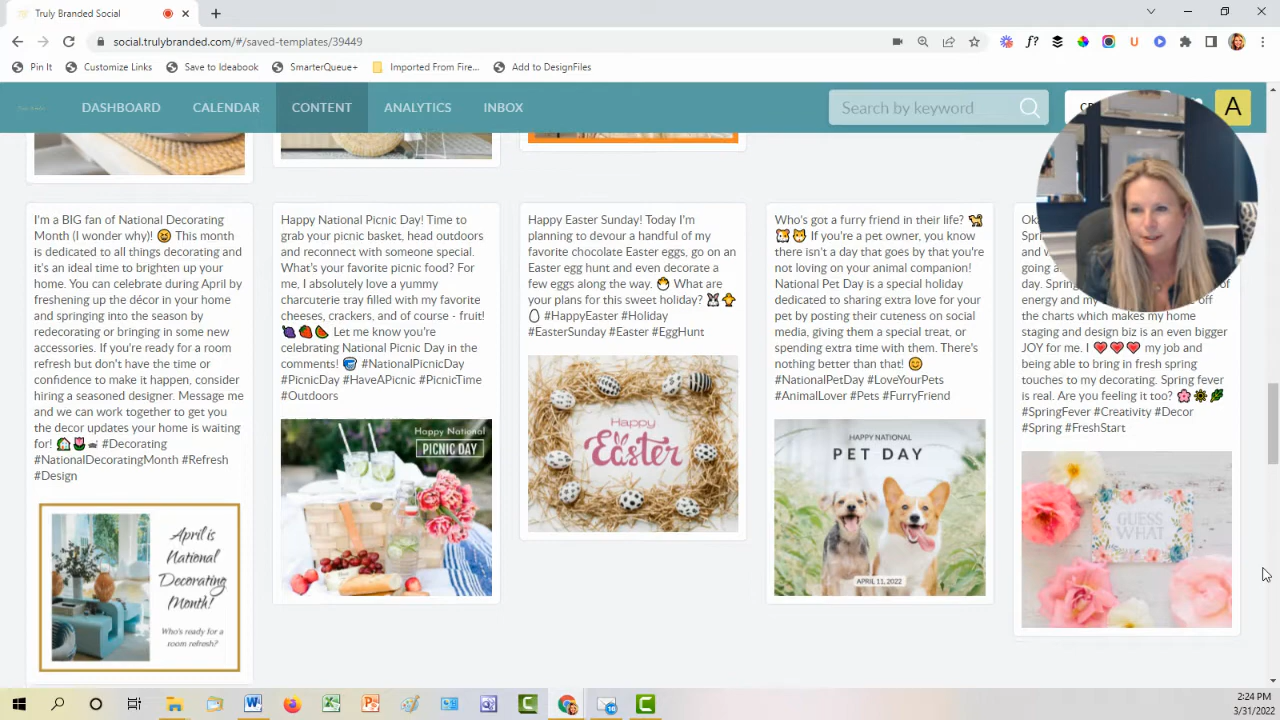 Truly Branded Social
social.trulybranded.com/#/saved-templates/39449
Pin It
Customize Links
Save to Ideabook
SmarterQueue+
Imported From Fire...
Add to DesignFiles
DASHBOARD
CALENDAR
CONTENT
ANALYTICS
INBOX
Search by keyword
A
I'm a BIG fan of National Decorating
Month (I wonder why)! 😆 This month
is dedicated to all things decorating and
it's an ideal time to brighten up your
home. You can celebrate during April by
freshening up the décor in your home
and springing into the season by
redecorating or bringing in some new
accessories. If you're ready for a room
refresh but don't have the time or
confidence to make it happen, consider
hiring a seasoned designer. Message me
and we can work together to get you
the decor updates your home is waiting
for! 🏡🌷🛋 #Decorating
#NationalDecoratingMonth #Refresh
#Design
April is
National
Decorating
Month!
Who's ready for a
room refresh?
Happy National Picnic Day! Time to
grab your picnic basket, head outdoors
and reconnect with someone special.
What's your favorite picnic food? For
me, I absolutely love a yummy
charcuterie tray filled with my favorite
cheeses, crackers, and of course - fruit!
🍇🍓🍉 Let me know you're
celebrating National Picnic Day in the
comments! #NationalPicnicDay
#PicnicDay #HaveAPicnic #PicnicTime
#Outdoors
Happy National
PICNIC DAY
Happy Easter Sunday! Today I'm
planning to devour a handful of my
favorite chocolate Easter eggs, go on an
Easter egg hunt and even decorate a
few eggs along the way. 🐣 What are
your plans for this sweet holiday? 🐰🐥
🥚 #HappyEaster #Holiday
#EasterSunday #Easter #EggHunt
Happy
Easter
Who's got a furry friend in their life? 🐕
🐹🐱 If you're a pet owner, you know
there isn't a day that goes by that you're
not loving on your animal companion!
National Pet Day is a special holiday
dedicated to sharing extra love for your
pet by posting their cuteness on social
media, giving them a special treat, or
spending extra time with them. There's
nothing better than that! 😊
#NationalPetDay #LoveYourPets
#AnimalLover #Pets #FurryFriend
HAPPY NATIONAL
PET DAY
APRIL 11, 2022
going
day.
energy and my off
the charts which makes my home
staging and design biz is an even bigger
JOY for me. I ❤️❤️❤️ my job and
being able to bring in fresh spring
touches to my decorating. Spring fever
is real. Are you feeling it too? 🌸🌞🌿
#SpringFever #Creativity #Decor
#Spring #FreshStart
GUESS
WHAT
2:24 PM
3/31/2022